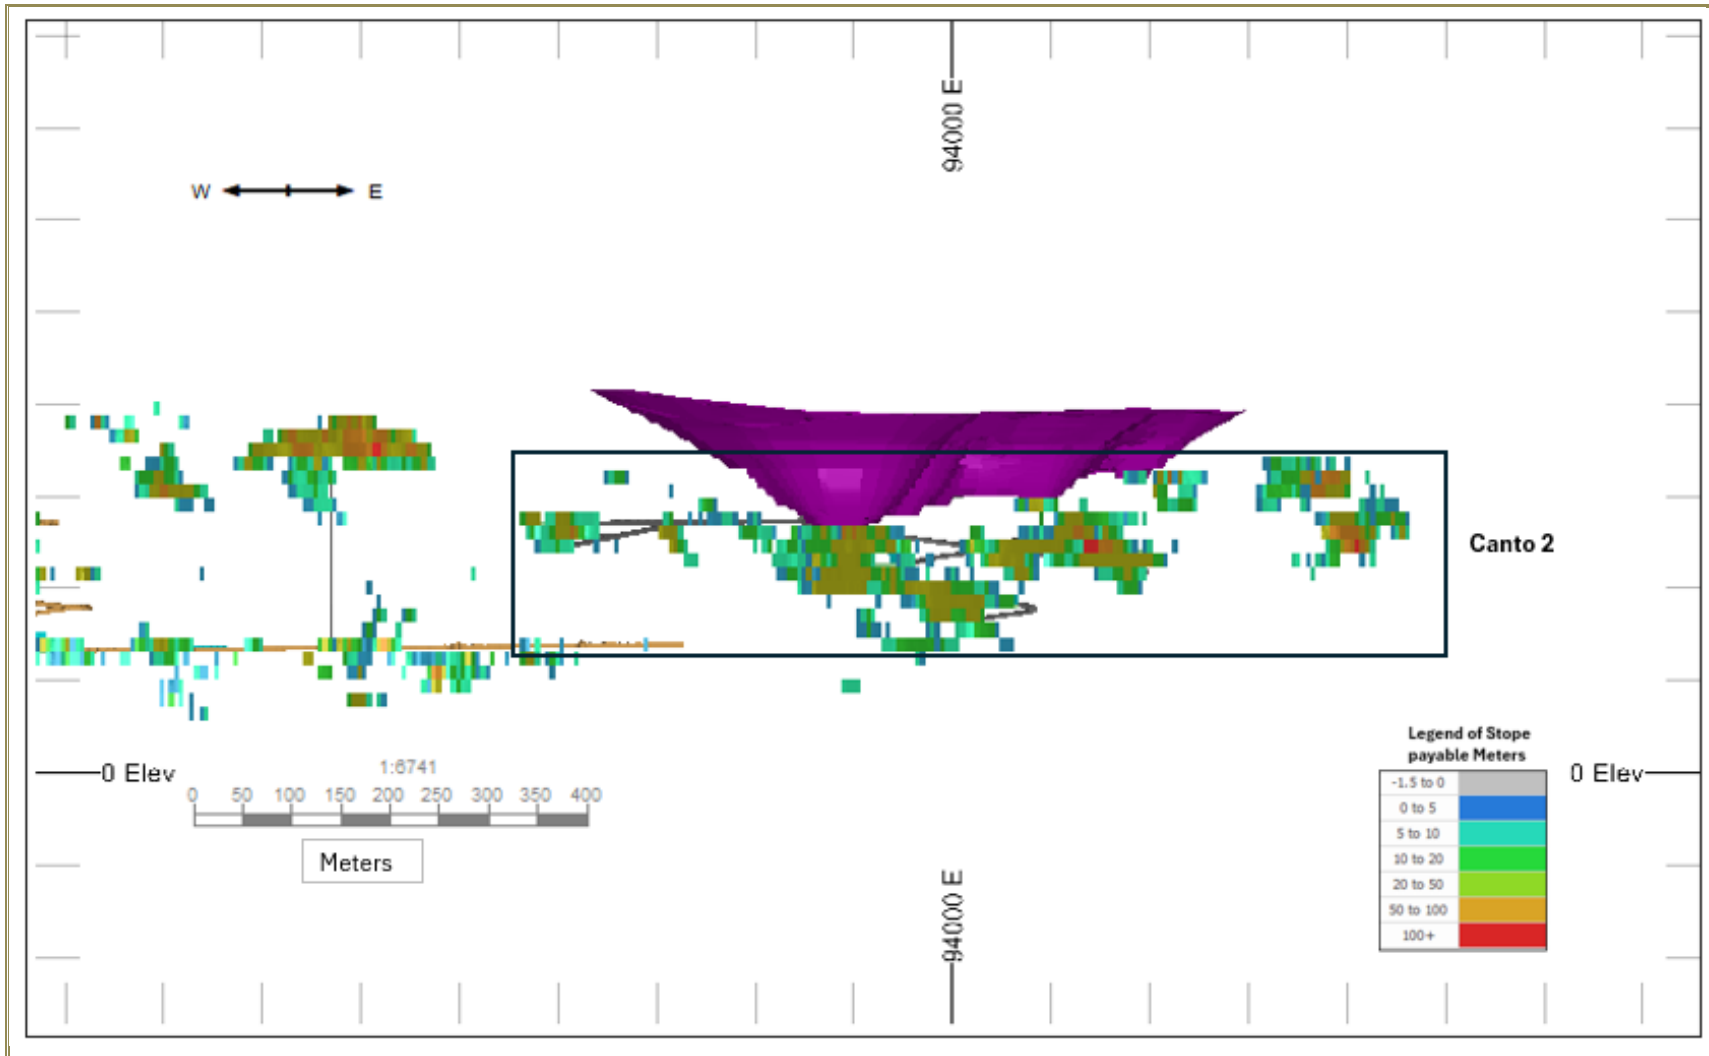 94000 E
W
E
Canto 2
Legend of Stope
payable Meters
-1.5 to 0
0 to 5
5 to 10
10 to 20
20 to 50
50 to 100
100+
0 Elev
0 Elev
1:6741
0 50 100 150 200 250 300 350 400
Meters
94000 E